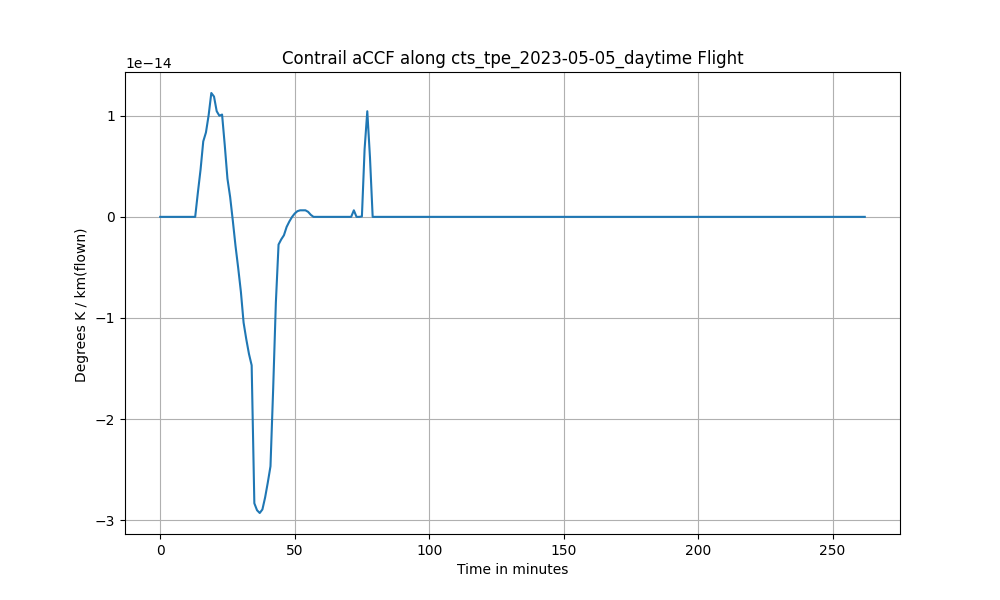 Contrail aCCF along cts_tpe_2023-05-05_daytime Flight
1e−14
1
0
−1
−2
−3
Degrees K / km(flown)
0 50 100 150 200 250
Time in minutes